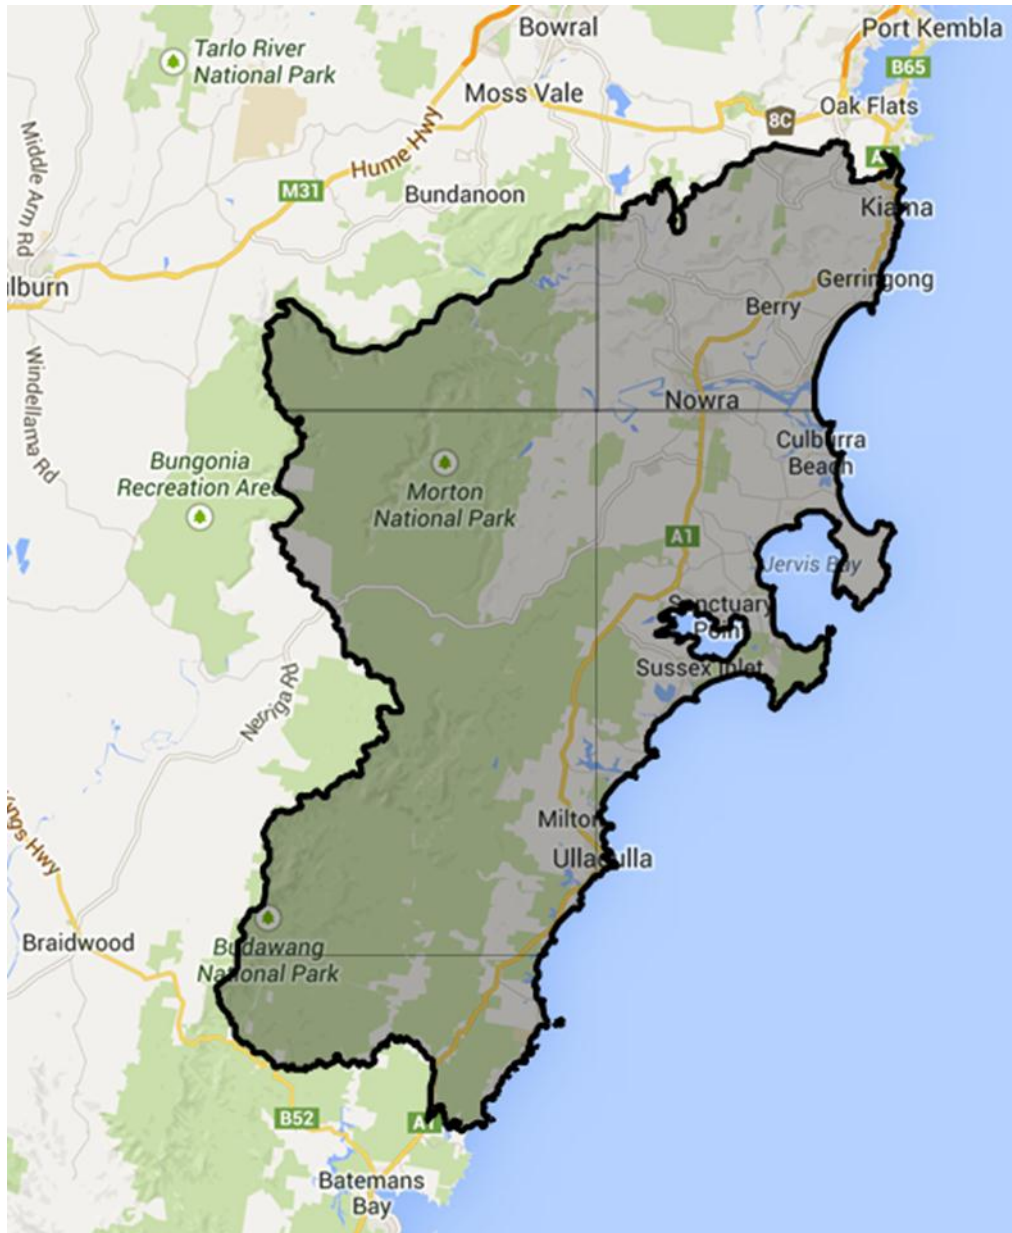 Bowral
Port Kembla
Tarlo River
National Park
B65
Moss Vale
Oak Flats
8C
Hume Hwy
Middle Arm Rd
M31
Bundanoon
Kiama
lburn
Gerringong
Berry
Windellama Rd
Nowra
Culburra
Beach
Bungonia
Recreation Area
Morton
National Park
A1
Jervis Bay
Sanctuary
Point
Sussex Inlet
Nerriga Rd
ngs Hwy
Milton
Ulladulla
Braidwood
Budawang
National Park
B52
A1
Batemans
Bay